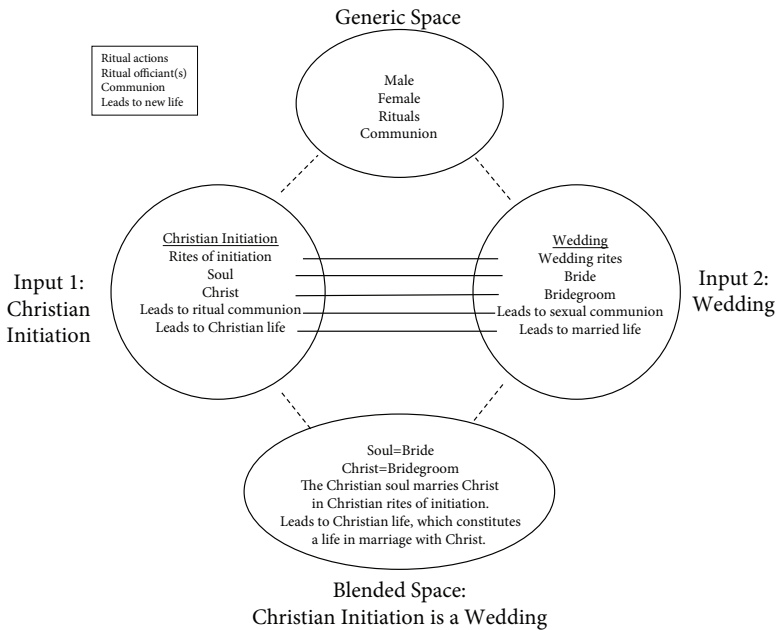 Generic Space
Ritual actions
Ritual officiant(s)
Communion
Leads to new life
Male
Female
Rituals
Communion
Input 1:
Christian
Initiation
Christian Initiation
Rites of initiation
Soul
Christ
Leads to ritual communion
Leads to Christian life
Wedding
Wedding rites
Bride
Bridegroom
Leads to sexual communion
Leads to married life
Input 2:
Wedding
Soul=Bride
Christ=Bridegroom
The Christian soul marries Christ
in Christian rites of initiation.
Leads to Christian life, which constitutes
a life in marriage with Christ.
Blended Space:
Christian Initiation is a Wedding